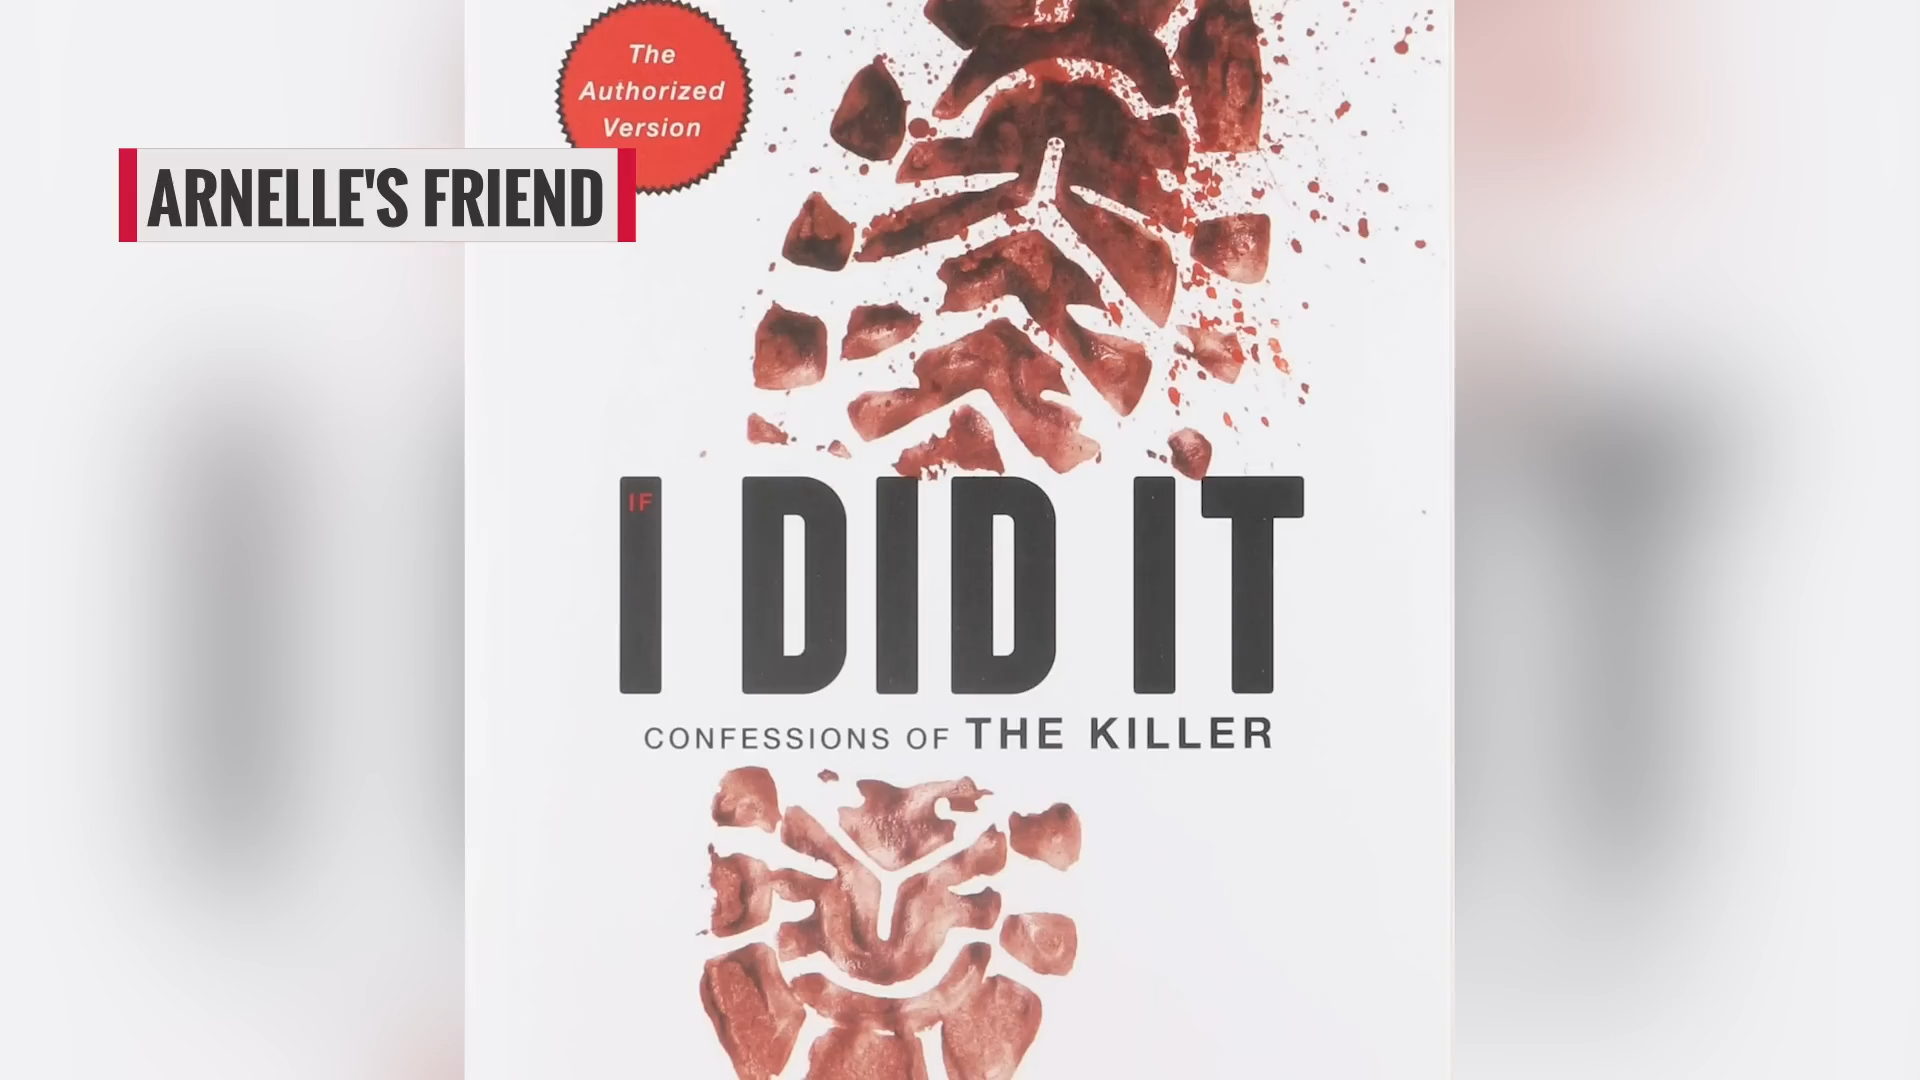 The
Authorized
Version
ARNELLE'S FRIEND
IF
I DID IT
CONFESSIONS OF THE KILLER